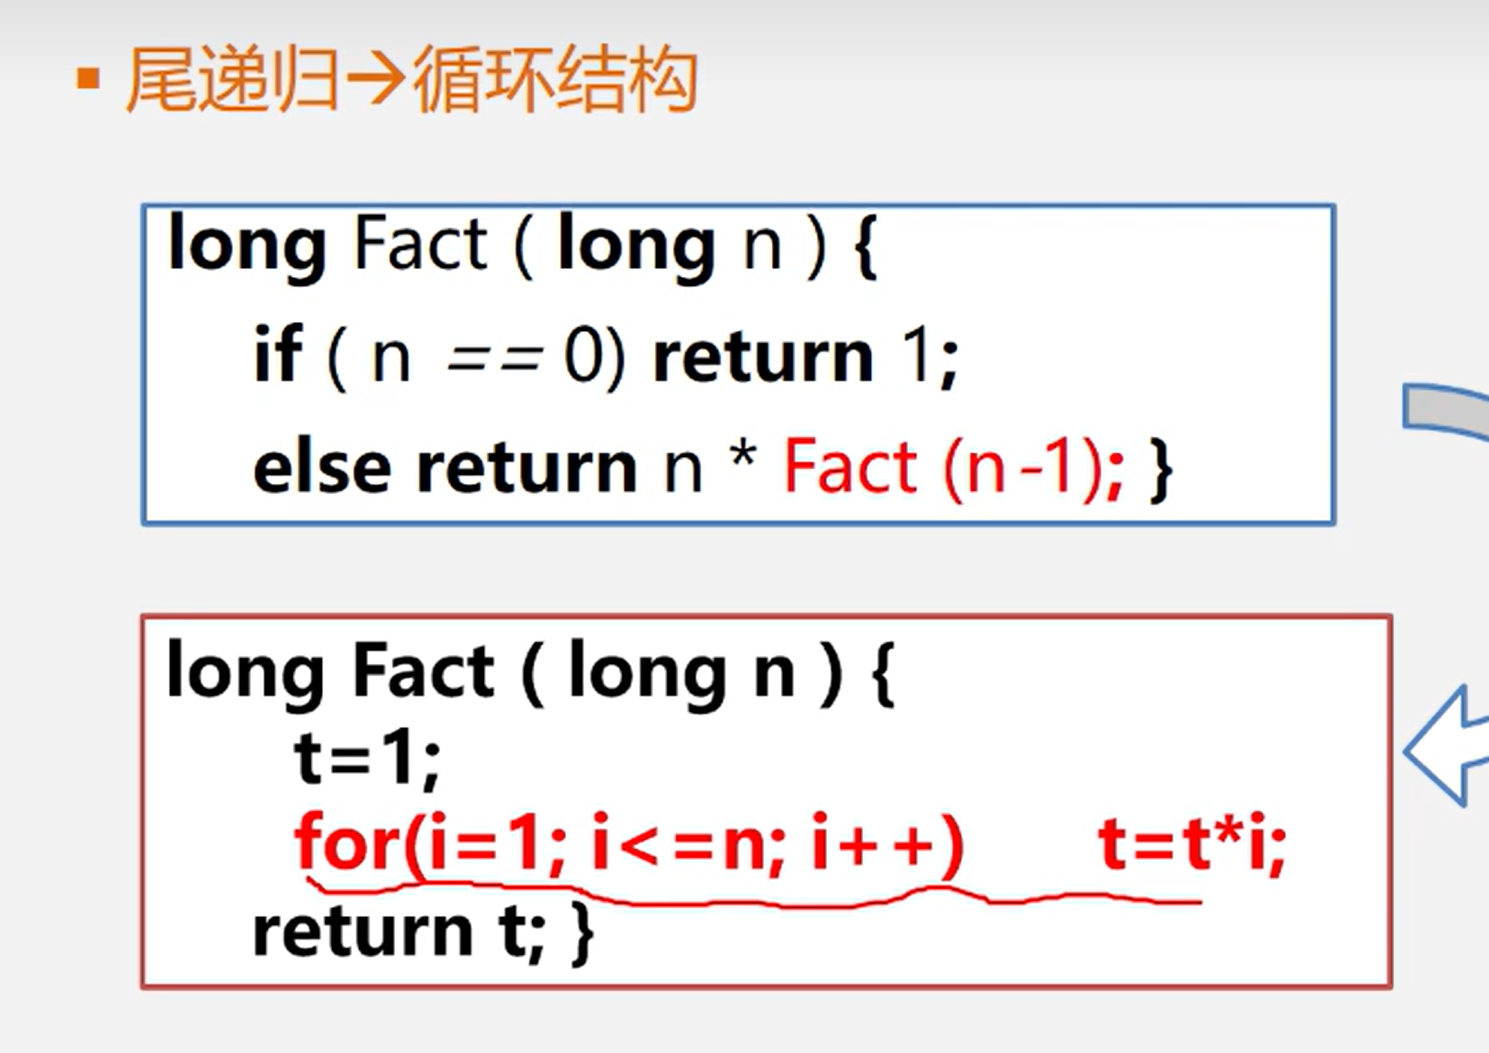 ▪ 尾递归→循环结构
long Fact ( long n ) {
if ( n == 0) return 1;
else return n * Fact (n-1); }
long Fact ( long n ) {
t=1;
for(i=1; i<=n; i++) t=t*i;
return t; }